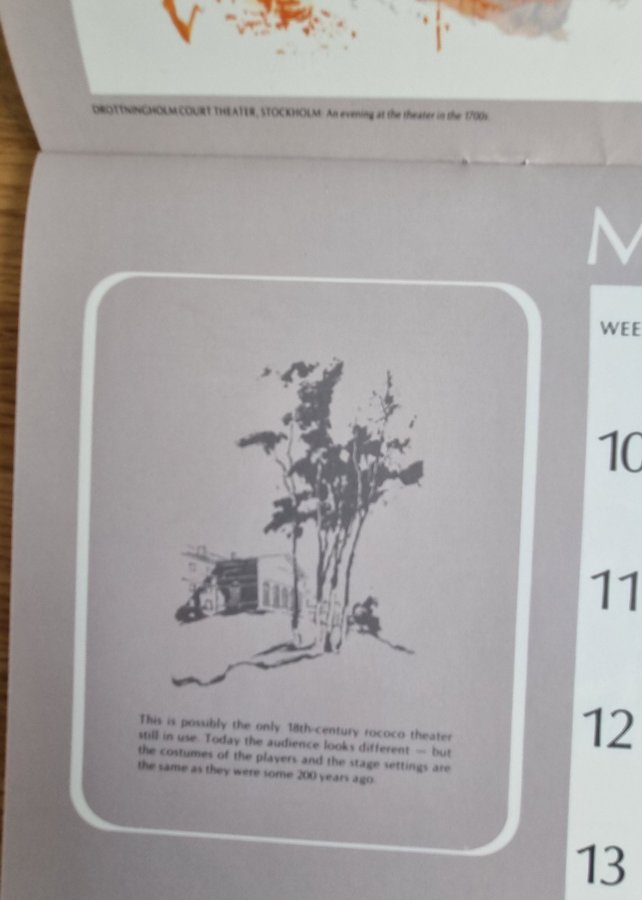 DROTTNINGHOLM COURT THEATER, STOCKHOLM: An evening at the theater in the 1700s.
M
WEE
10
11
12
13
This is possibly the only 18th-century rococo theater
still in use. Today the audience looks different — but
the costumes of the players and the stage settings are
the same as they were some 200 years ago.